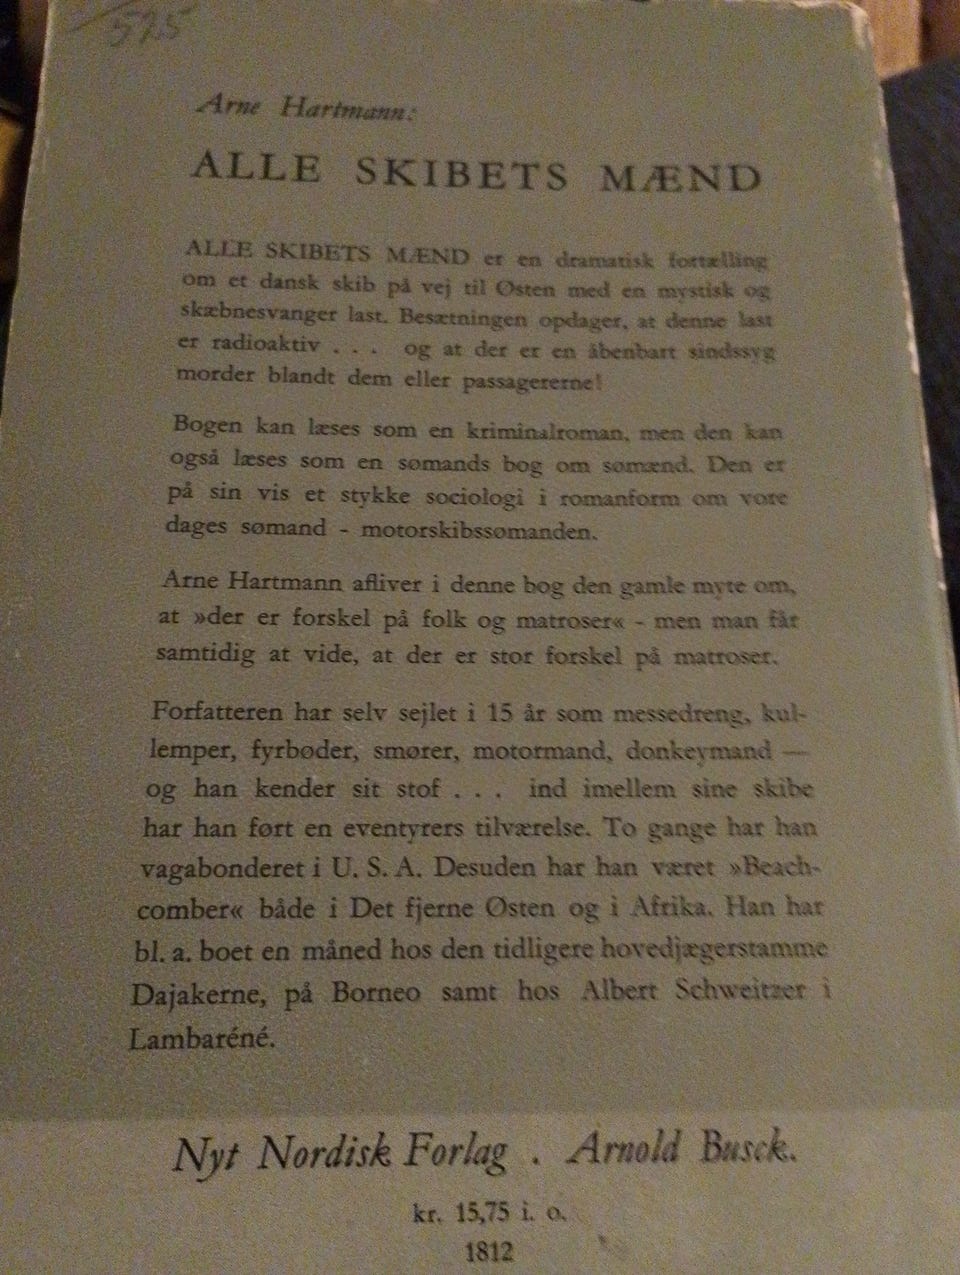 525
Arne Hartmann:
ALLE SKIBETS MÆND
ALLE SKIBETS MÆND er en dramatisk fortælling
om et dansk skib på vej til Østen med en mystisk og
skæbnesvanger last. Besætningen opdager, at denne last
er radioaktiv . . . og at der er en åbenbart sindssyg
morder blandt dem eller passagererne!
Bogen kan læses som en kriminalroman, men den kan
også læses som en sømands bog om sømænd. Den er
på sin vis et stykke sociologi i romanform om vore
dages sømand - motorskibssømanden.
Arne Hartmann afliver i denne bog den gamle myte om,
at »der er forskel på folk og matroser« - men man får
samtidig at vide, at der er stor forskel på matroser.
Forfatteren har selv sejlet i 15 år som messedreng, kul-
lemper, fyrbøder, smører, motormand, donkeymand —
og han kender sit stof . . . ind imellem sine skibe
har han ført en eventyrers tilværelse. To gange har han
vagabonderet i U. S. A. Desuden har han været »Beach-
comber« både i Det fjerne Østen og i Afrika. Han har
bl. a. boet en måned hos den tidligere hovedjægerstamme
Dajakerne, på Borneo samt hos Albert Schweitzer i
Lambaréné.
Nyt Nordisk Forlag . Arnold Busck.
kr. 15,75 i. o.
1812